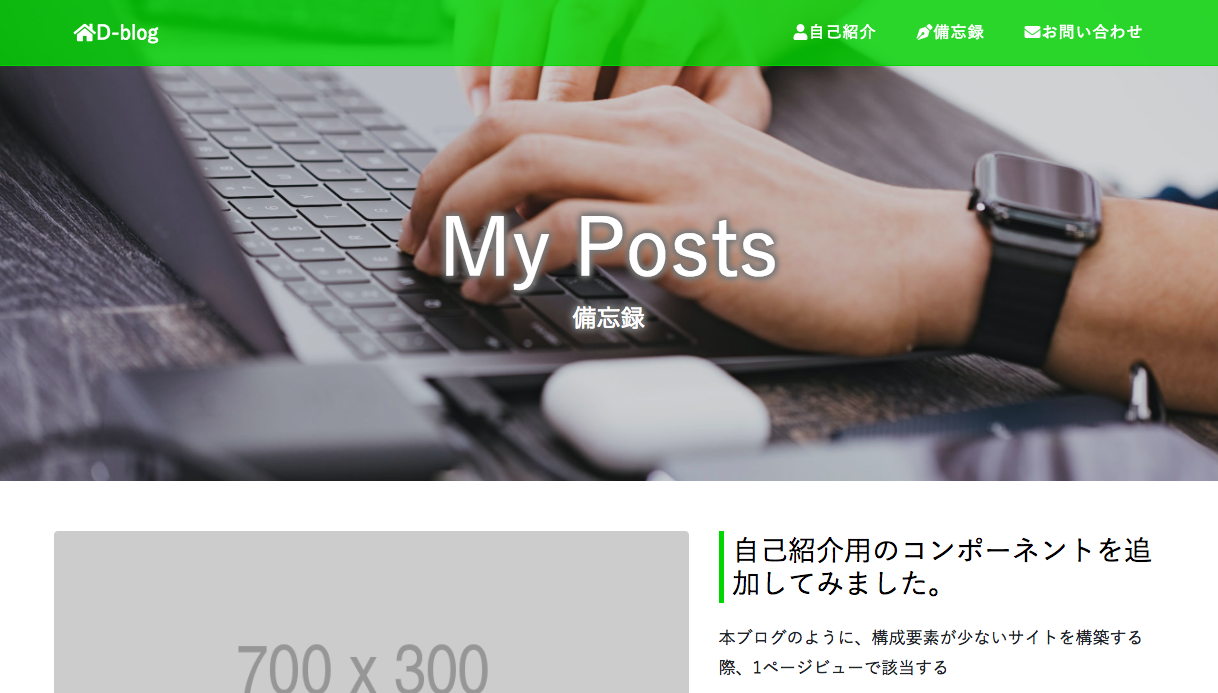 D-blog
自己紹介
備忘録
お問い合わせ
My Posts
備忘録
700 x 300
自己紹介用のコンポーネントを追
加してみました。
本ブログのように、構成要素が少ないサイトを構築する
際、1ページビューで該当する